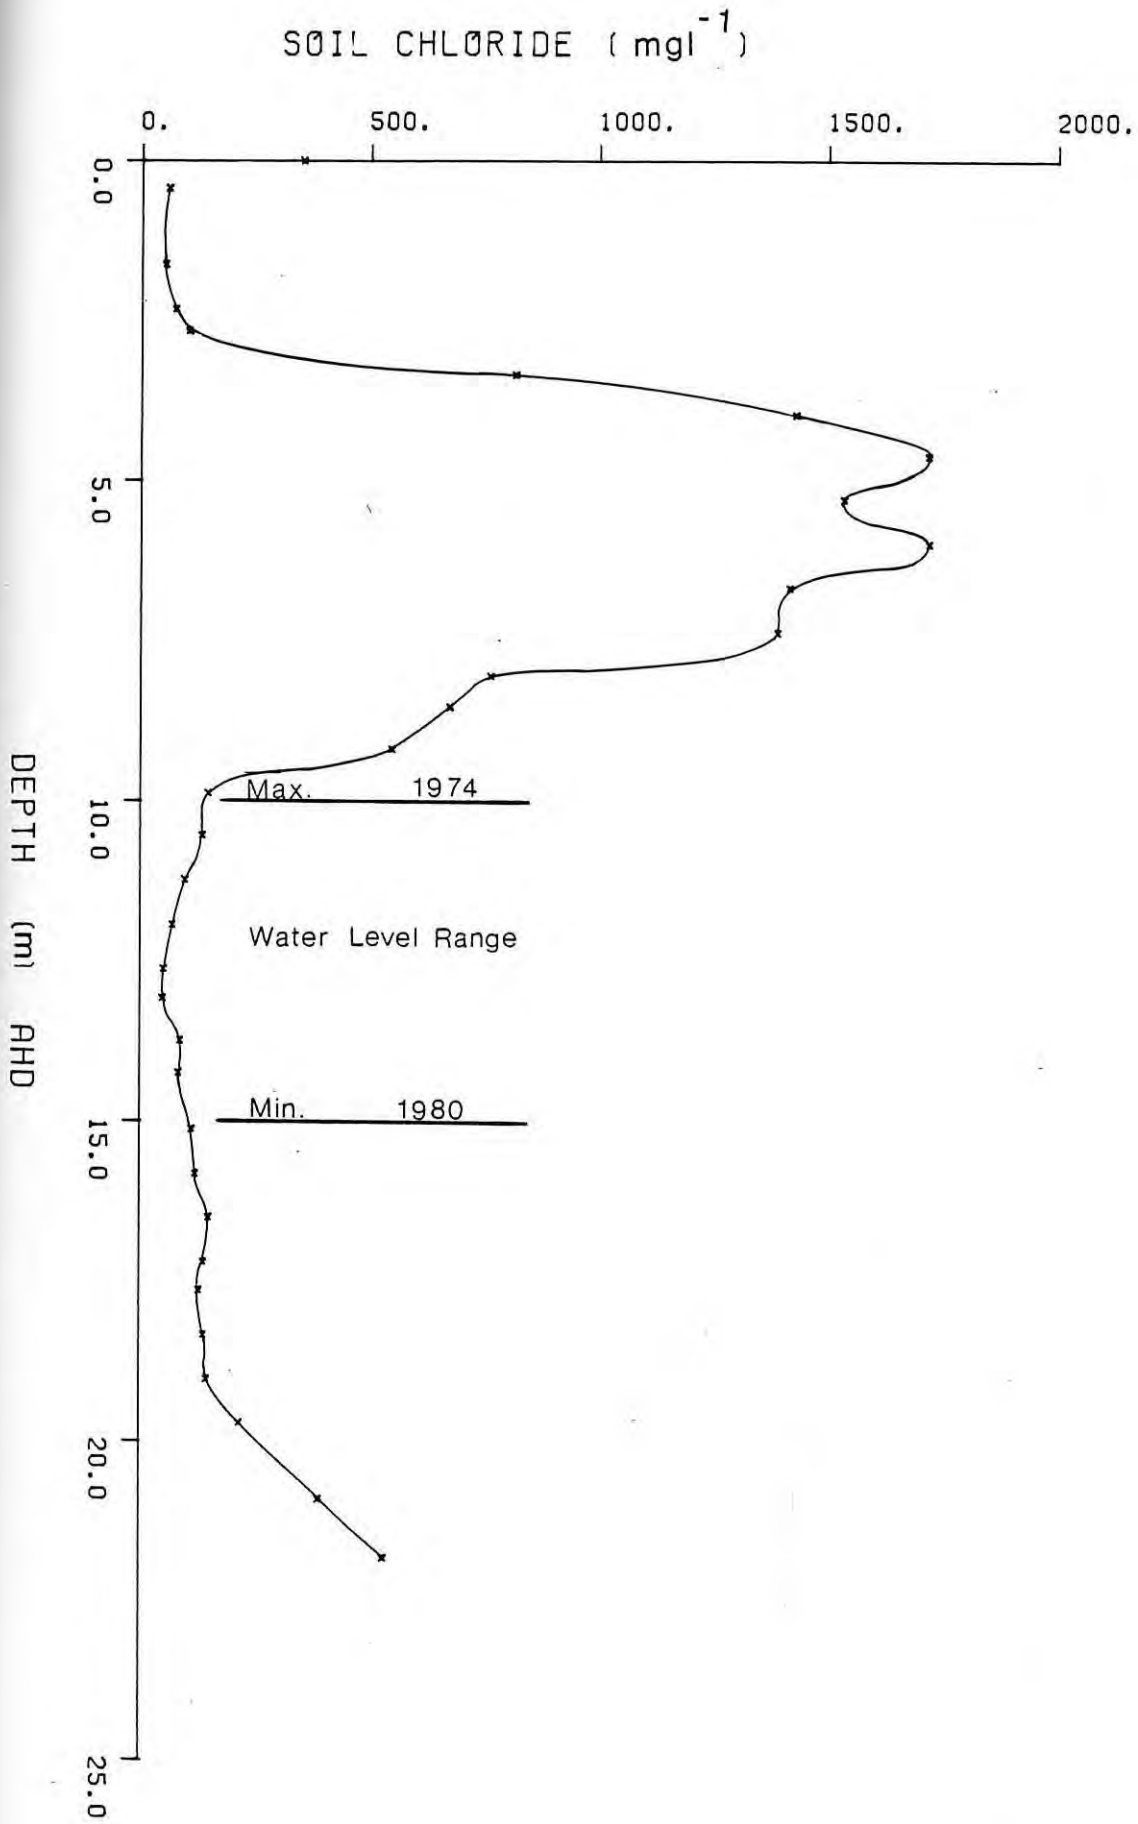 SOIL CHLORIDE (mgl⁻¹)
0. 500. 1000. 1500. 2000.
0.0
5.0
10.0
15.0
20.0
25.0
DEPTH (m) AHD
Max. 1974
Water Level Range
Min. 1980